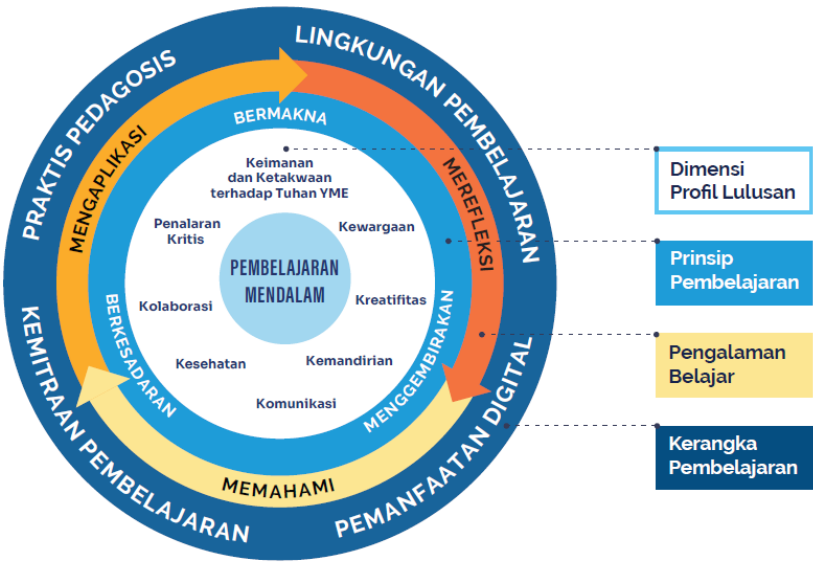 PRAKTIS PEDAGOSIS
LINGKUNGAN PEMBELAJARAN
KEMITRAAN PEMBELAJARAN
PEMANFAATAN DIGITAL
MENGAPLIKASI
MEREFLEKSI
MEMAHAMI
BERMAKNA
BERKESADARAN
MENGGEMBIRAKAN
Keimanan
dan Ketakwaan
terhadap Tuhan YME
Penalaran
Kritis
Kewargaan
Kolaborasi
Kreatifitas
Kesehatan
Kemandirian
Komunikasi
PEMBELAJARAN
MENDALAM
Dimensi
Profil Lulusan
Prinsip
Pembelajaran
Pengalaman
Belajar
Kerangka
Pembelajaran